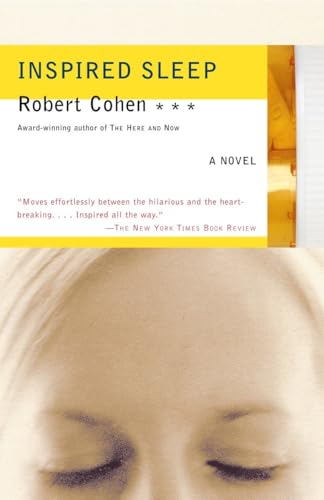 INSPIRED SLEEP
Robert Cohen ***
Award-winning author of THE HERE AND NOW
A NOVEL
"Moves effortlessly between the hilarious and the heart-
breaking. . . . Inspired all the way."
—THE NEW YORK TIMES BOOK REVIEW